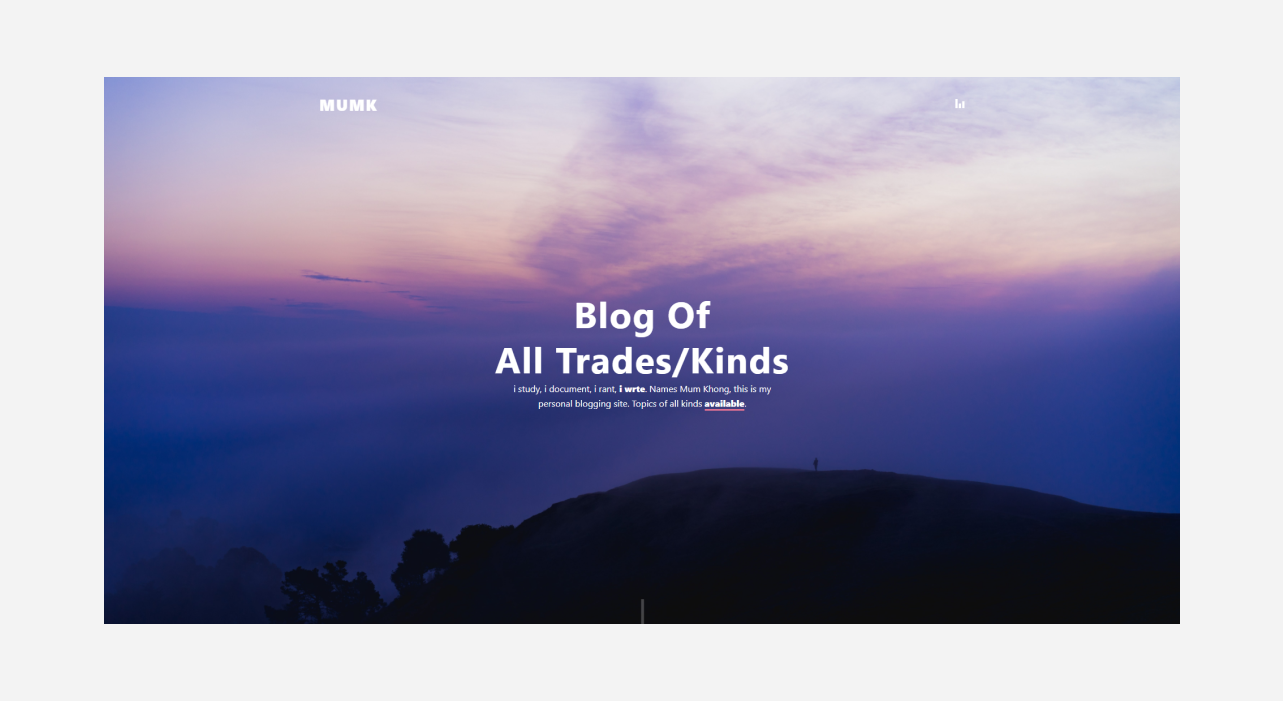 MUMK
Blog Of
All Trades/Kinds
i study, i document, i rant, i wrte. Names Mum Khong, this is my
personal blogging site. Topics of all kinds available.